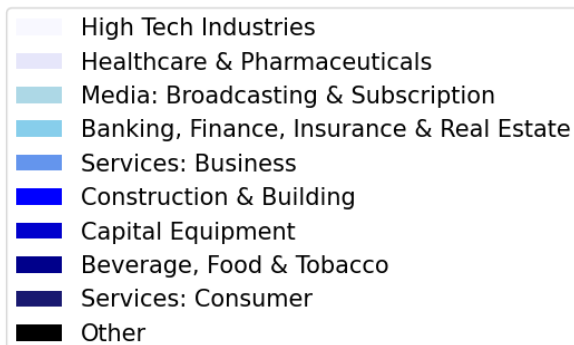 High Tech Industries
Healthcare & Pharmaceuticals
Media: Broadcasting & Subscription
Banking, Finance, Insurance & Real Estate
Services: Business
Construction & Building
Capital Equipment
Beverage, Food & Tobacco
Services: Consumer
Other